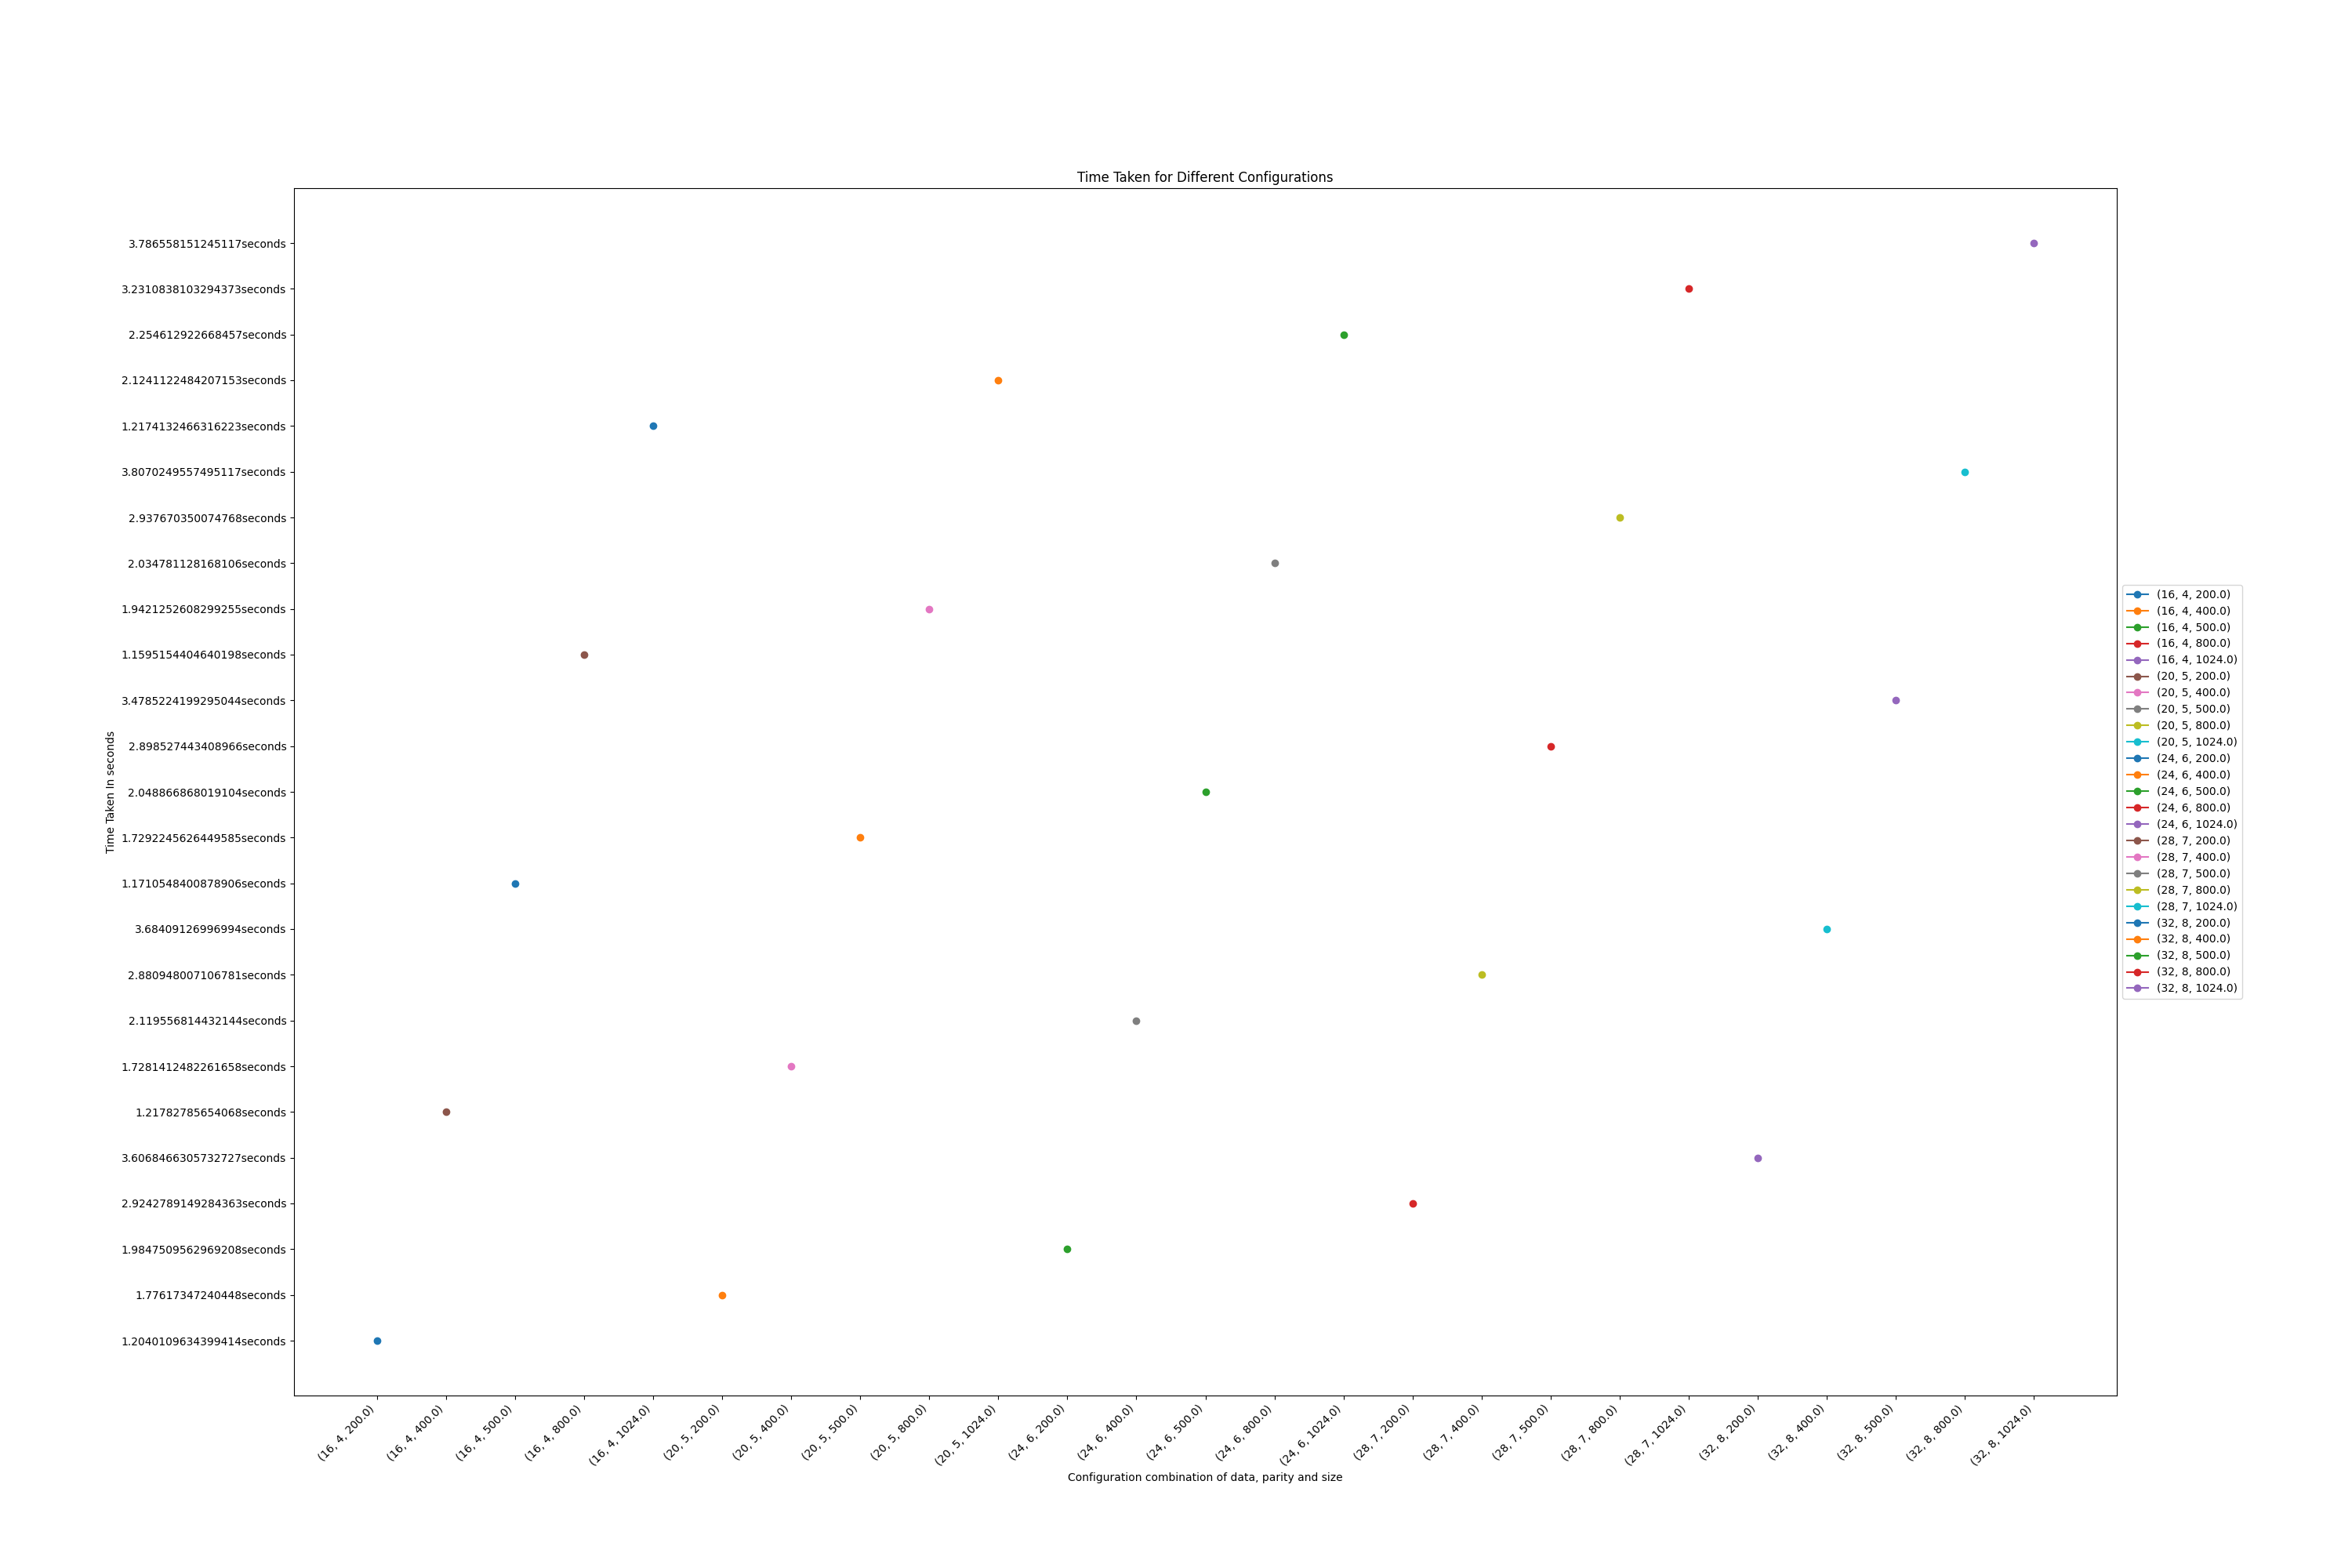 Time Taken for Different Configurations
3.786558151245117seconds
3.2310838103294373seconds
2.254612922668457seconds
2.1241122484207153seconds
1.2174132466316223seconds
3.8070249557495117seconds
2.937670350074768seconds
2.034781128168106seconds
1.9421252608299255seconds
1.1595154404640198seconds
3.4785224199295044seconds
2.898527443408966seconds
2.048866868019104seconds
1.7292245626449585seconds
1.1710548400878906seconds
3.68409126996994seconds
2.880948007106781seconds
2.119556814432144seconds
1.7281412482261658seconds
1.21782785654068seconds
3.6068466305732727seconds
2.9242789149284363seconds
1.9847509562969208seconds
1.77617347240448seconds
1.2040109634399414seconds
Time Taken In seconds
(16, 4, 200.0)
(16, 4, 400.0)
(16, 4, 500.0)
(16, 4, 800.0)
(16, 4, 1024.0)
(20, 5, 200.0)
(20, 5, 400.0)
(20, 5, 500.0)
(20, 5, 800.0)
(20, 5, 1024.0)
(24, 6, 200.0)
(24, 6, 400.0)
(24, 6, 500.0)
(24, 6, 800.0)
(24, 6, 1024.0)
(28, 7, 200.0)
(28, 7, 400.0)
(28, 7, 500.0)
(28, 7, 800.0)
(28, 7, 1024.0)
(32, 8, 200.0)
(32, 8, 400.0)
(32, 8, 500.0)
(32, 8, 800.0)
(32, 8, 1024.0)
Configuration combination of data, parity and size
(16, 4, 200.0)
(16, 4, 400.0)
(16, 4, 500.0)
(16, 4, 800.0)
(16, 4, 1024.0)
(20, 5, 200.0)
(20, 5, 400.0)
(20, 5, 500.0)
(20, 5, 800.0)
(20, 5, 1024.0)
(24, 6, 200.0)
(24, 6, 400.0)
(24, 6, 500.0)
(24, 6, 800.0)
(24, 6, 1024.0)
(28, 7, 200.0)
(28, 7, 400.0)
(28, 7, 500.0)
(28, 7, 800.0)
(28, 7, 1024.0)
(32, 8, 200.0)
(32, 8, 400.0)
(32, 8, 500.0)
(32, 8, 800.0)
(32, 8, 1024.0)